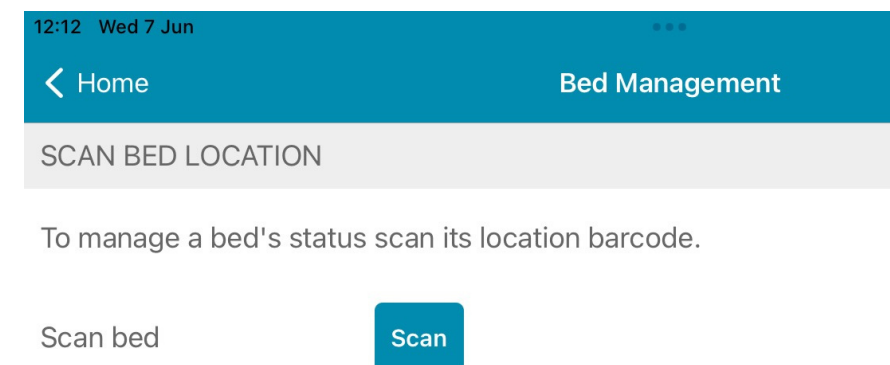 12:12 Wed 7 Jun
Home Bed Management
SCAN BED LOCATION
To manage a bed's status scan its location barcode.
Scan bed Scan